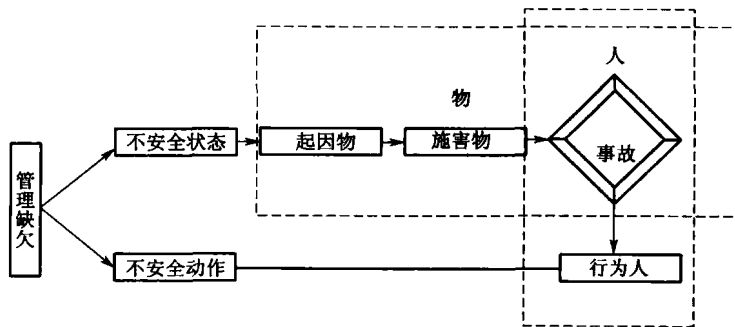 人
物
不安全状态
起因物
施害物
事故
管理缺欠
不安全动作
行为人